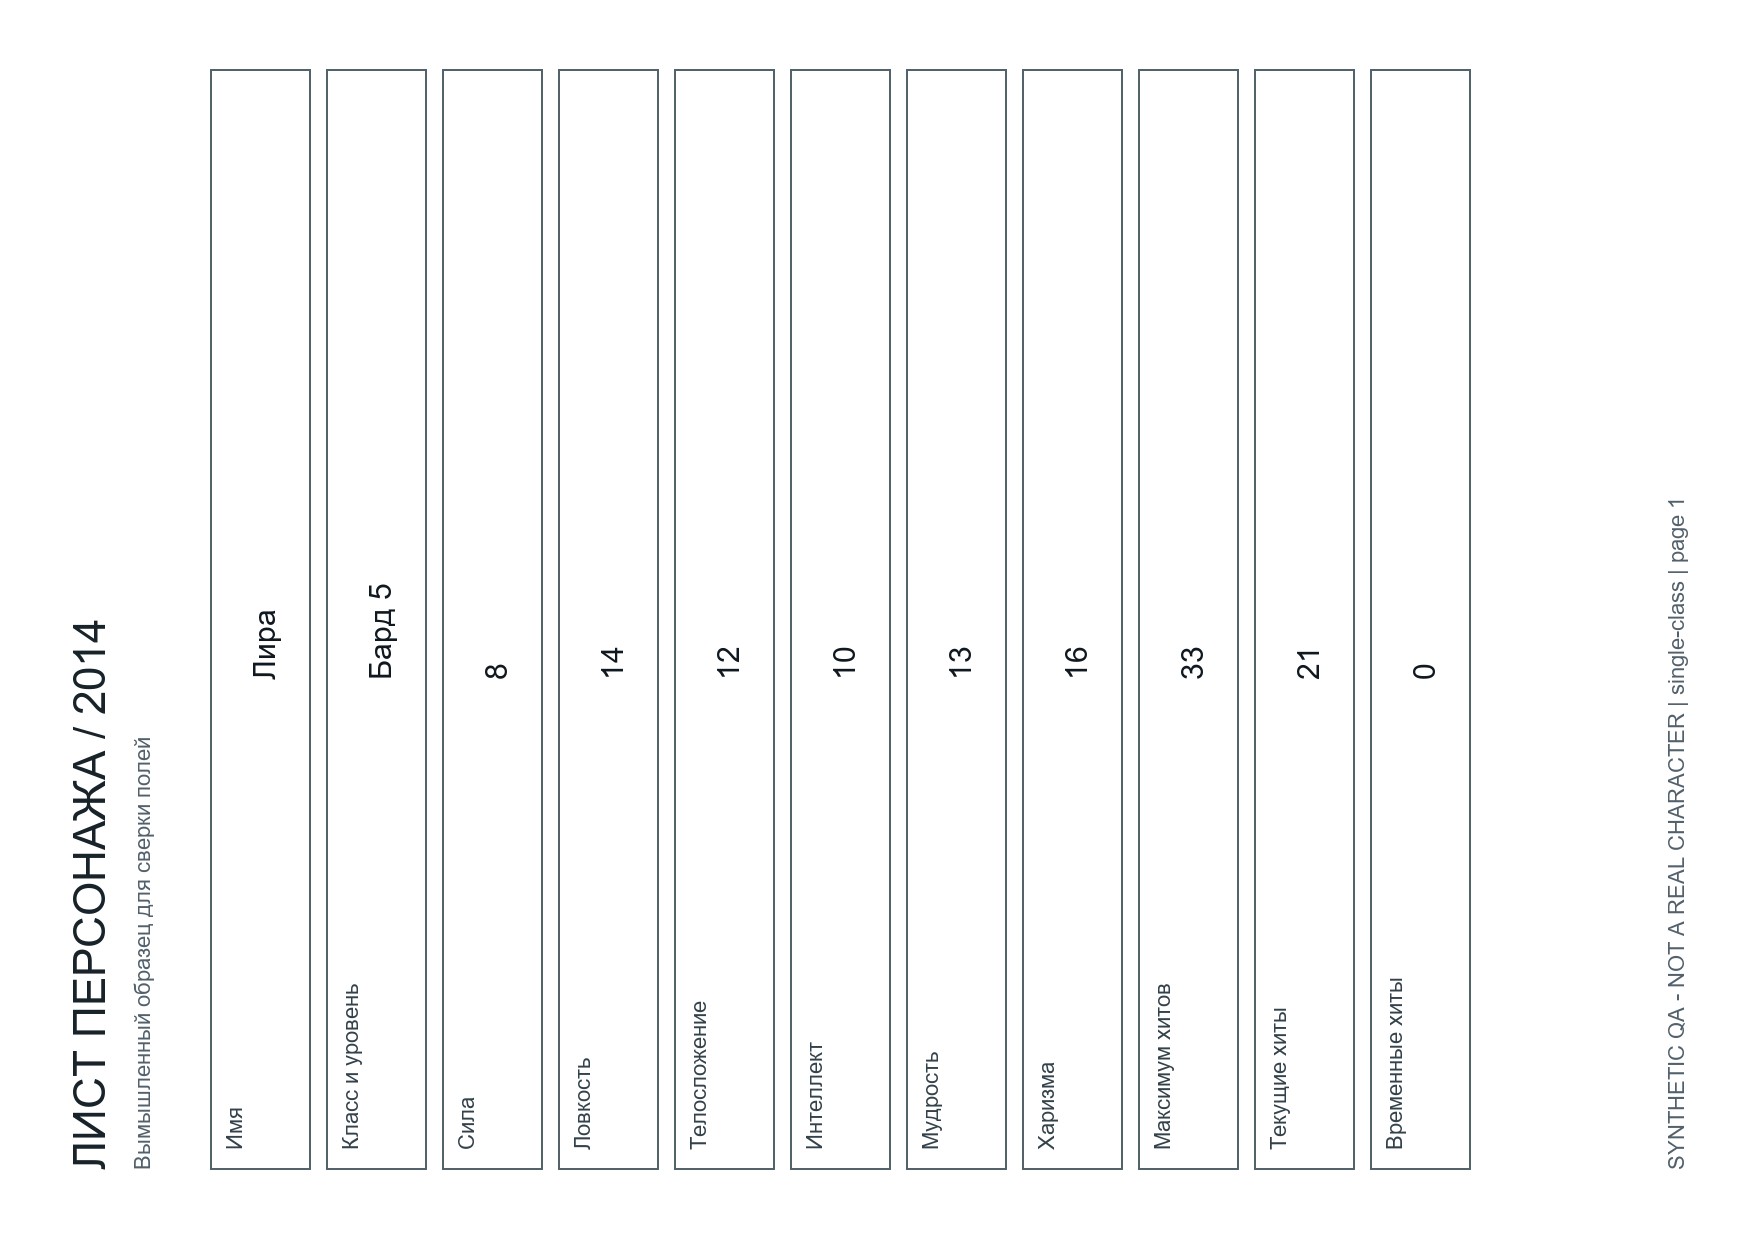 ЛИСТ ПЕРСОНАЖА / 2014
Вымышленный образец для сверки полей
Имя
Лира
Класс и уровень
Бард 5
Сила
8
Ловкость
14
Телосложение
12
Интеллект
10
Мудрость
13
Харизма
16
Максимум хитов
33
Текущие хиты
21
Временные хиты
0
SYNTHETIC QA - NOT A REAL CHARACTER | single-class | page 1